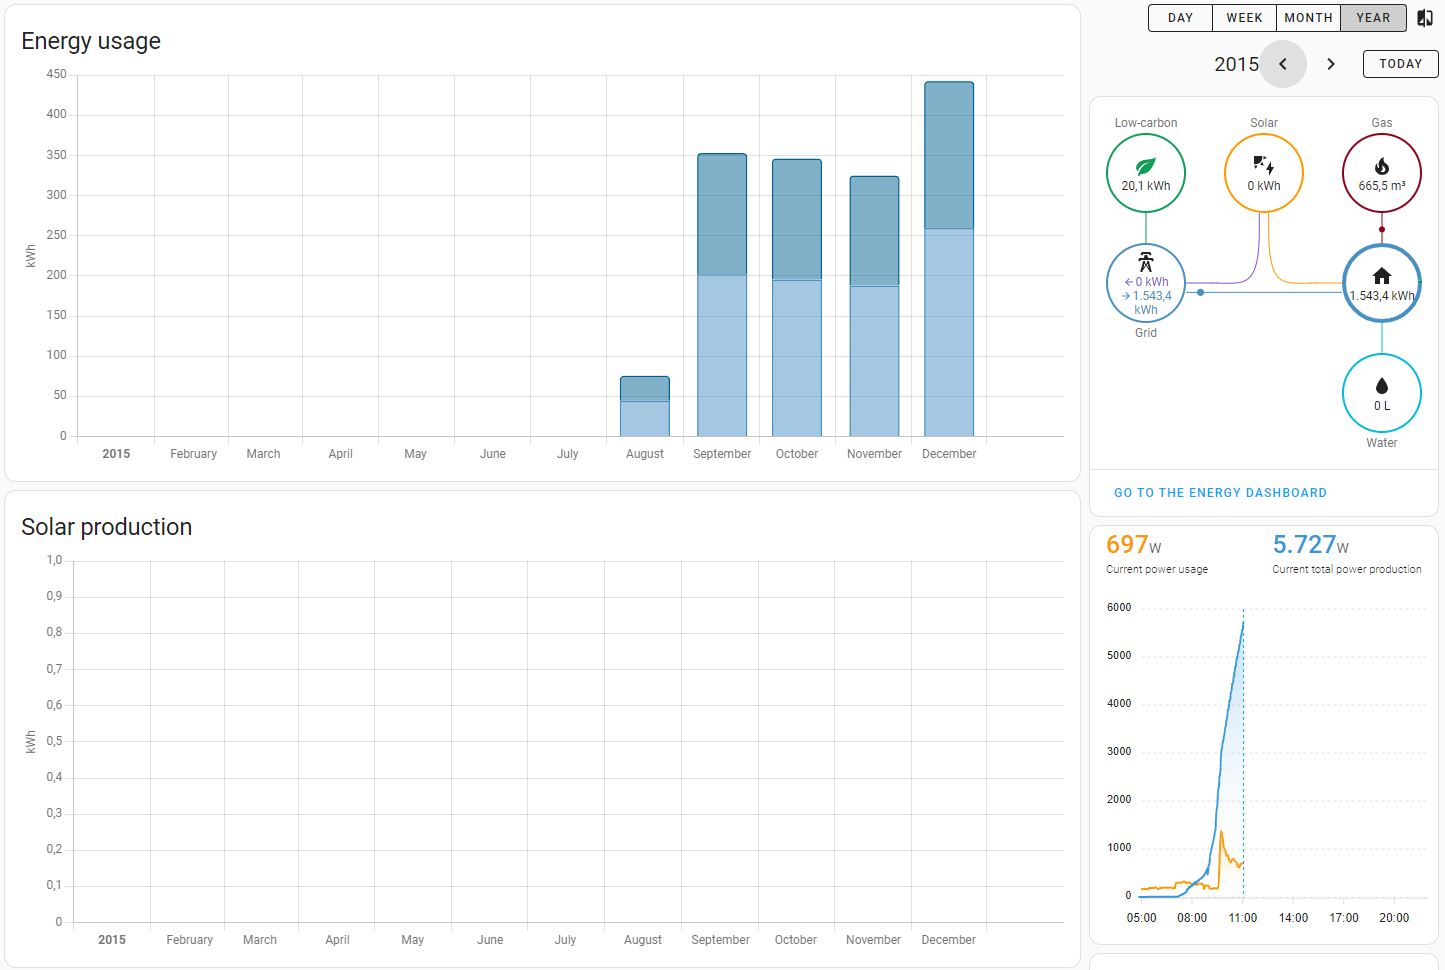 Energy usage
450
400
350
300
250
200
150
100
50
0
kWh
2015 February March April May June July August September October November December
Solar production
1,0
0,9
0,8
0,7
0,6
0,5
0,4
0,3
0,2
0,1
0
kWh
2015 February March April May June July August September October November December
DAY WEEK MONTH YEAR
2015 TODAY
Low-carbon Solar Gas
20,1 kWh 0 kWh 665,5 m³
←0 kWh
→1.543,4 kWh
kWh
Grid
0 L
Water
GO TO THE ENERGY DASHBOARD
697W 5.727W
Current power usage Current total power production
6000
5000
4000
3000
2000
1000
0
05:00 08:00 11:00 14:00 17:00 20:00